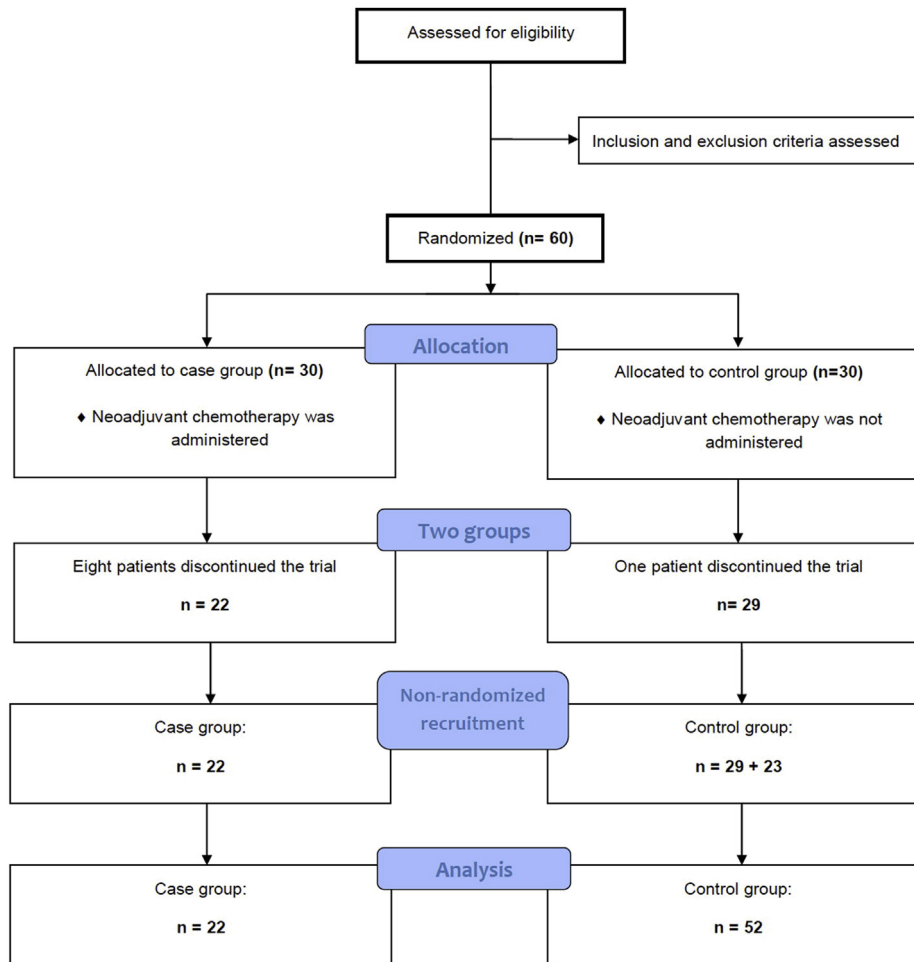 Assessed for eligibility
Inclusion and exclusion criteria assessed
Randomized (n= 60)
Allocation
Allocated to case group (n= 30)
♦ Neoadjuvant chemotherapy was
administered
Allocated to control group (n=30)
♦ Neoadjuvant chemotherapy was not
administered
Two groups
Eight patients discontinued the trial
n = 22
One patient discontinued the trial
n= 29
Non-randomized
recruitment
Case group:
n = 22
Control group:
n = 29 + 23
Analysis
Case group:
n = 22
Control group:
n = 52